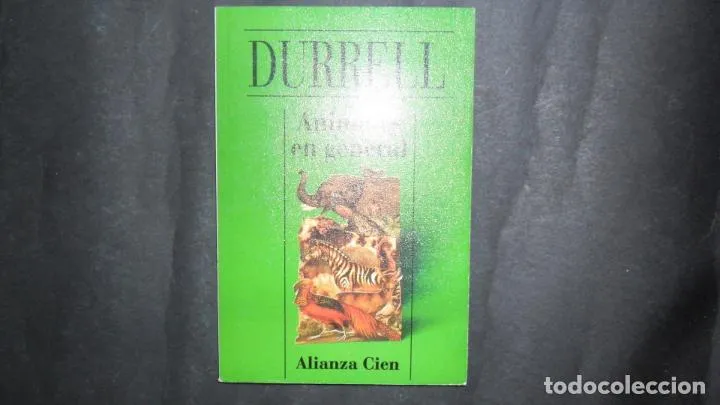 DURRELL
Animales
en general
Alianza Cien
todocoleccion